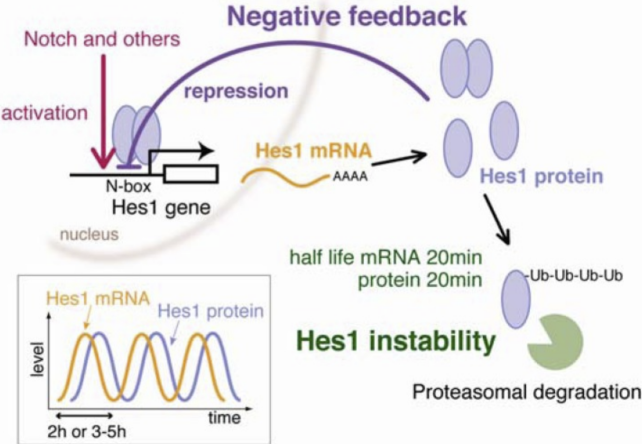 Negative feedback
Notch and others
activation
repression
Hes1 mRNA
AAAA
N-box
Hes1 gene
Hes1 protein
nucleus
half life mRNA 20min
protein 20min
-Ub-Ub-Ub-Ub
Hes1 instability
Proteasomal degradation
Hes1 mRNA
Hes1 protein
level
time
2h or 3-5h